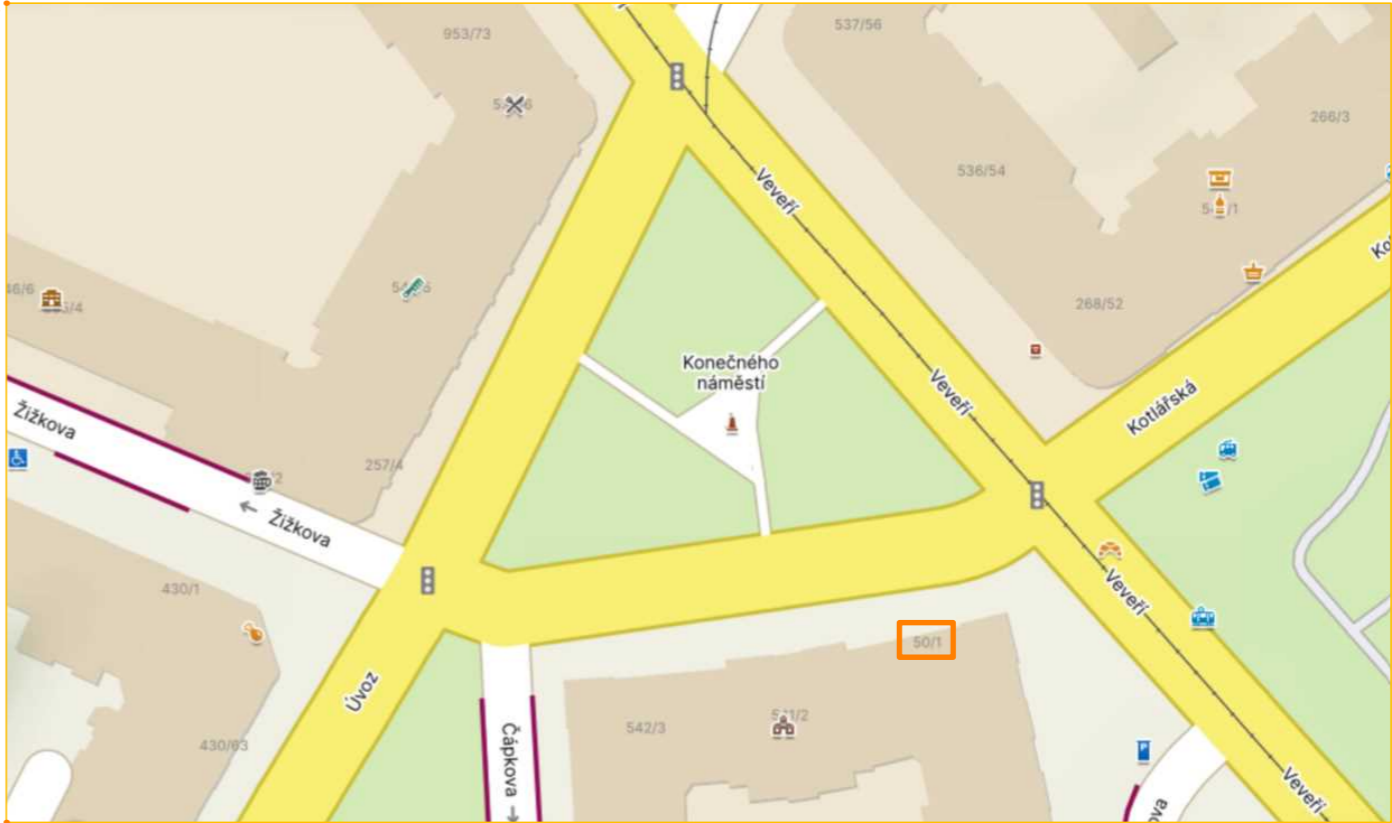 953/73
537/56
266/3
536/54
Veveří
268/52
Konečného
náměstí
Veveří
Kotlářská
Žižkova
257/4
Žižkova
430/1
Veveří
50/1
Úvoz
542/3
Čápkova
430/63
Veveří